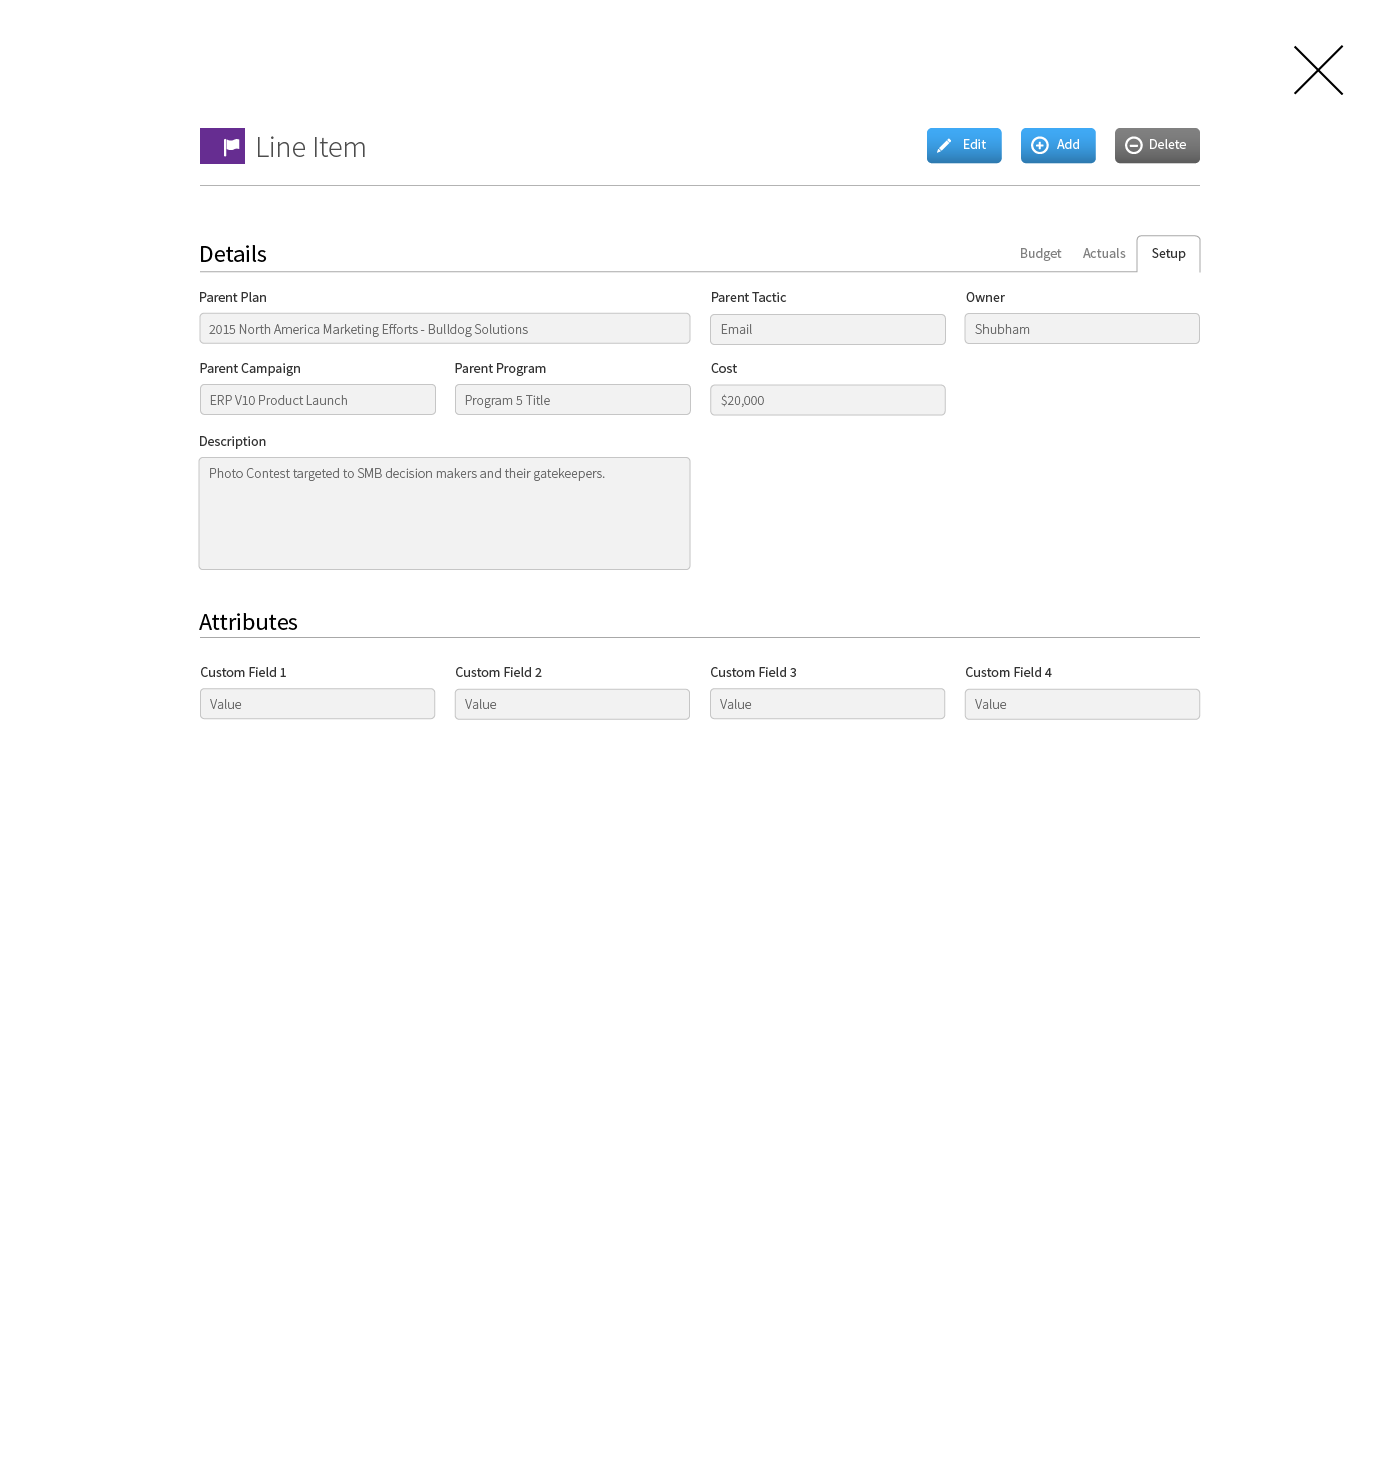 Line Item
Edit
Add
Delete
Details
Budget
Actuals
Setup
Parent Plan
Parent Tactic
Owner
2015 North America Marketing Efforts - Bulldog Solutions
Email
Shubham
Parent Campaign
Parent Program
Cost
ERP V10 Product Launch
Program 5 Title
$20,000
Description
Photo Contest targeted to SMB decision makers and their gatekeepers.
Attributes
Custom Field 1
Custom Field 2
Custom Field 3
Custom Field 4
Value
Value
Value
Value